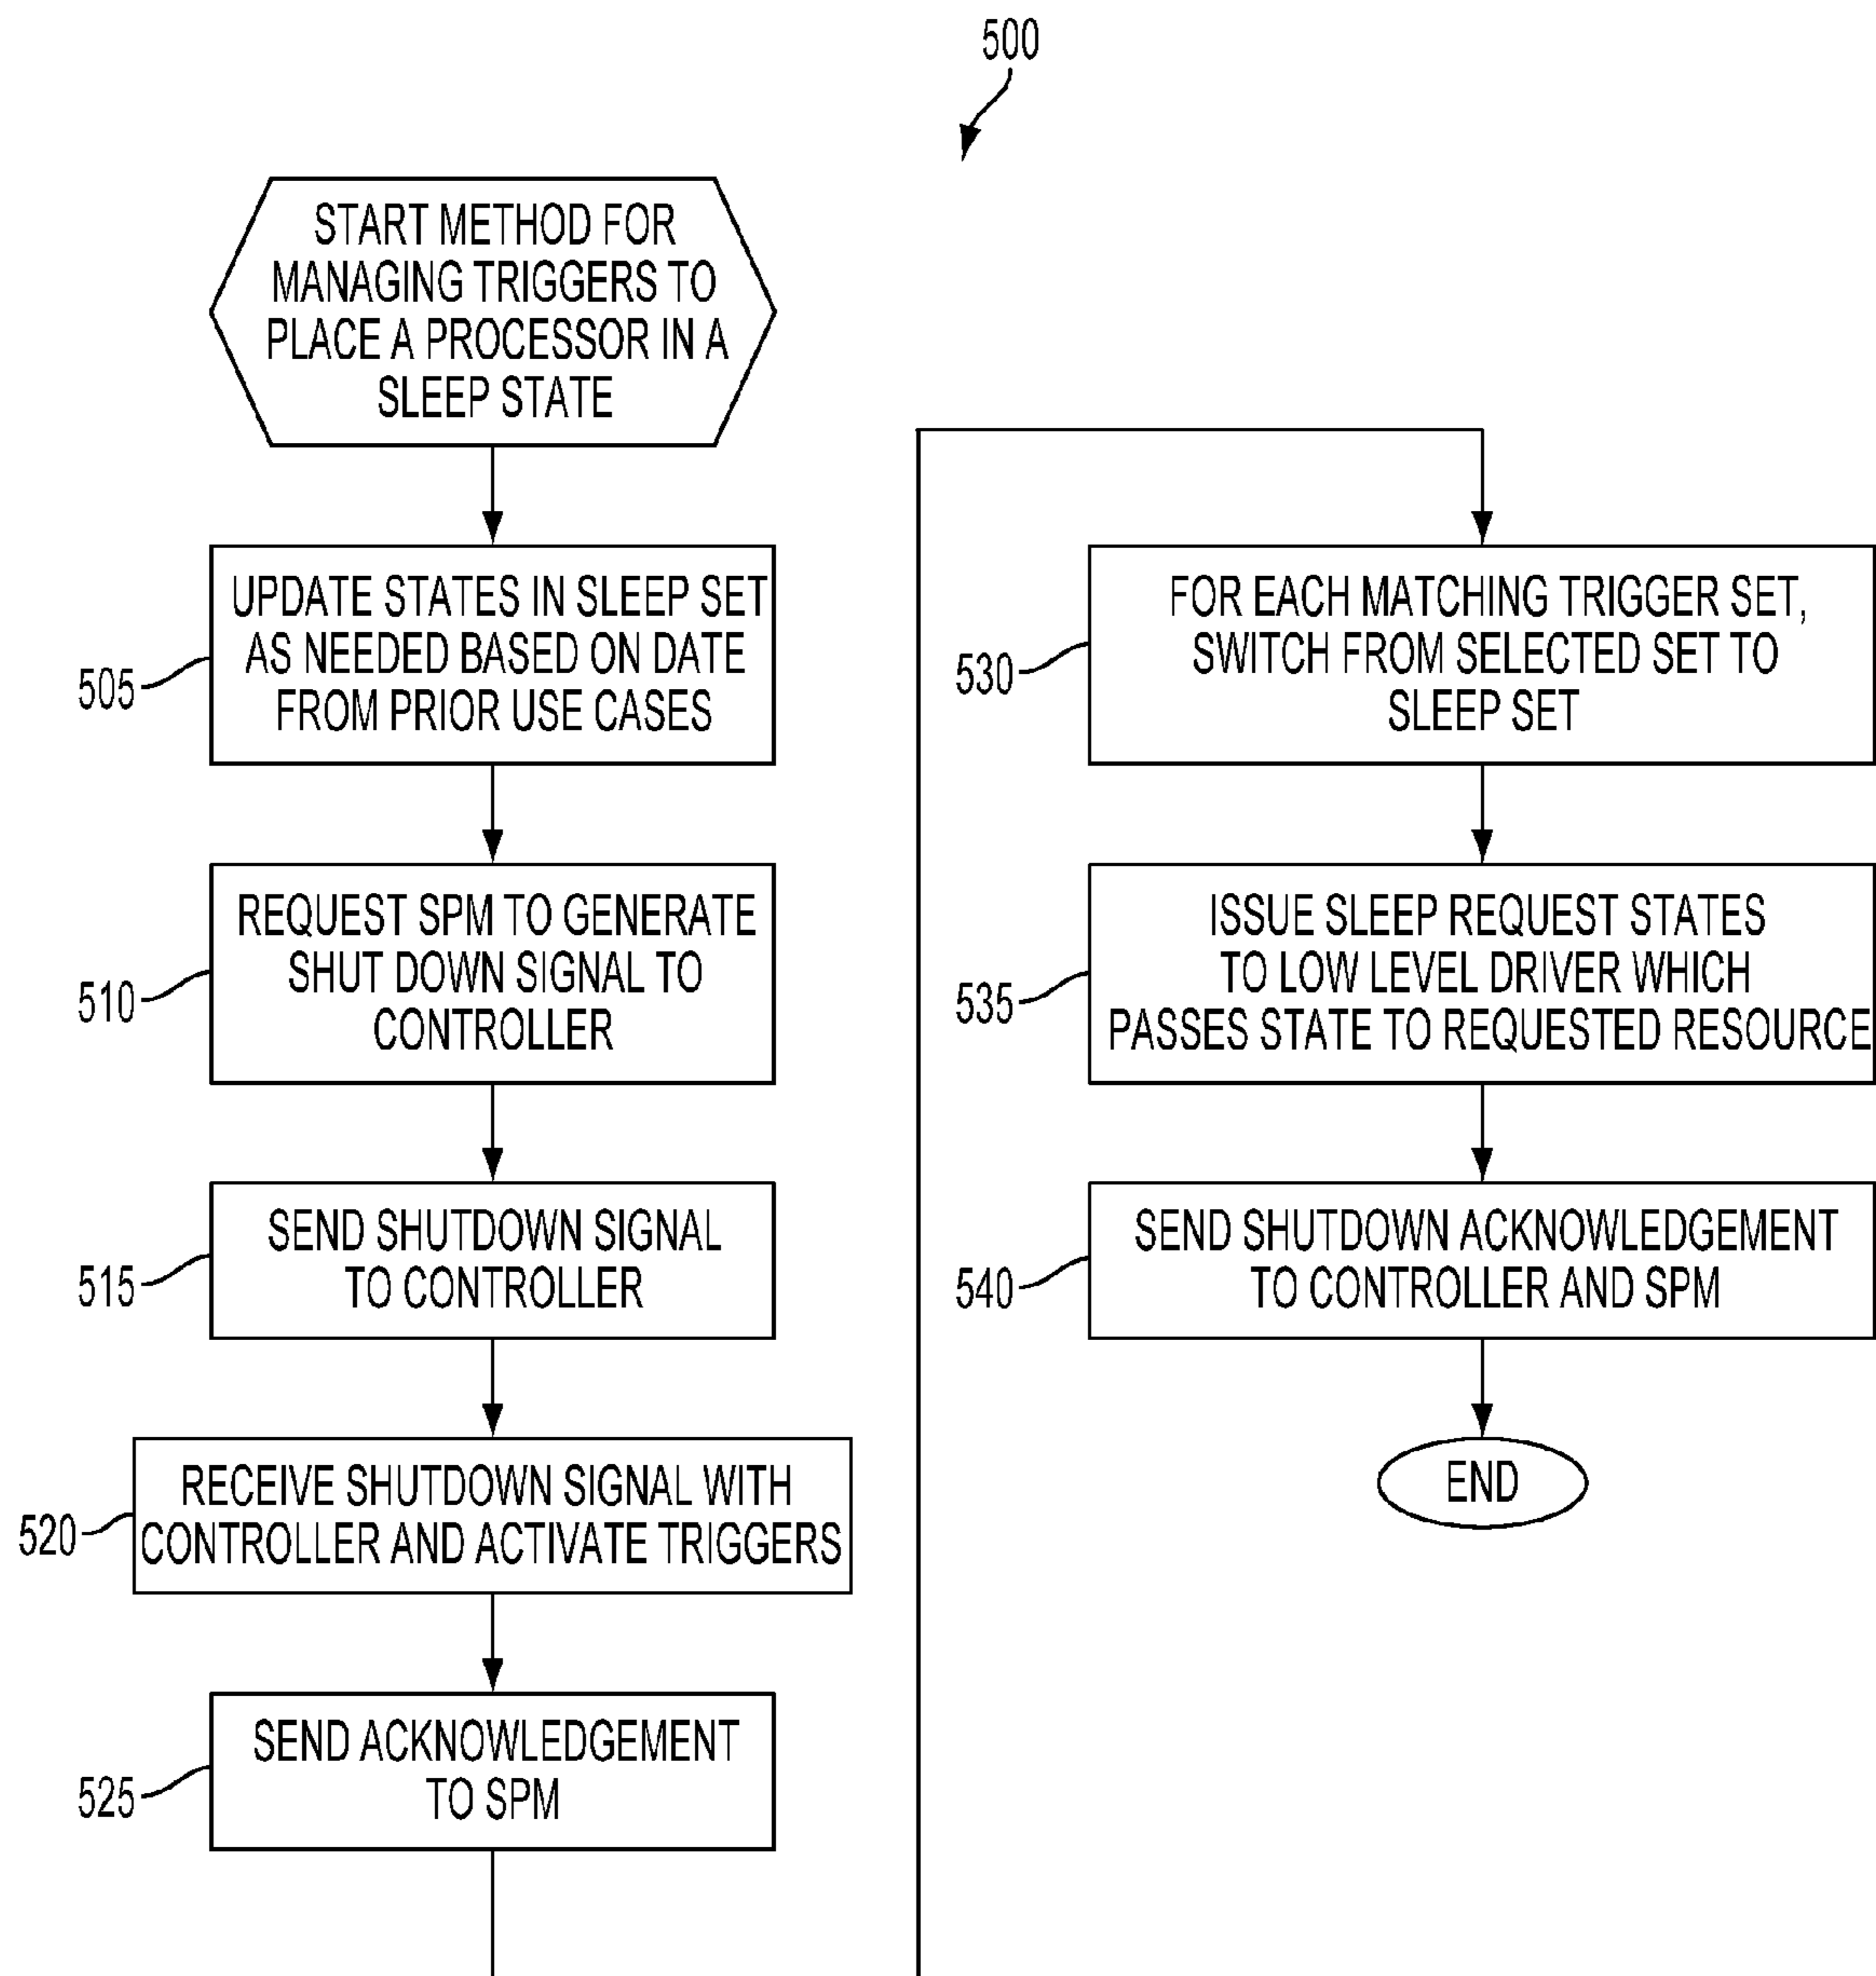 500
START METHOD FOR
MANAGING TRIGGERS TO
PLACE A PROCESSOR IN A
SLEEP STATE
505
UPDATE STATES IN SLEEP SET
AS NEEDED BASED ON DATE
FROM PRIOR USE CASES
510
REQUEST SPM TO GENERATE
SHUT DOWN SIGNAL TO
CONTROLLER
515
SEND SHUTDOWN SIGNAL
TO CONTROLLER
520
RECEIVE SHUTDOWN SIGNAL WITH
CONTROLLER AND ACTIVATE TRIGGERS
525
SEND ACKNOWLEDGEMENT
TO SPM
530
FOR EACH MATCHING TRIGGER SET,
SWITCH FROM SELECTED SET TO
SLEEP SET
535
ISSUE SLEEP REQUEST STATES
TO LOW LEVEL DRIVER WHICH
PASSES STATE TO REQUESTED RESOURCE
540
SEND SHUTDOWN ACKNOWLEDGEMENT
TO CONTROLLER AND SPM
END